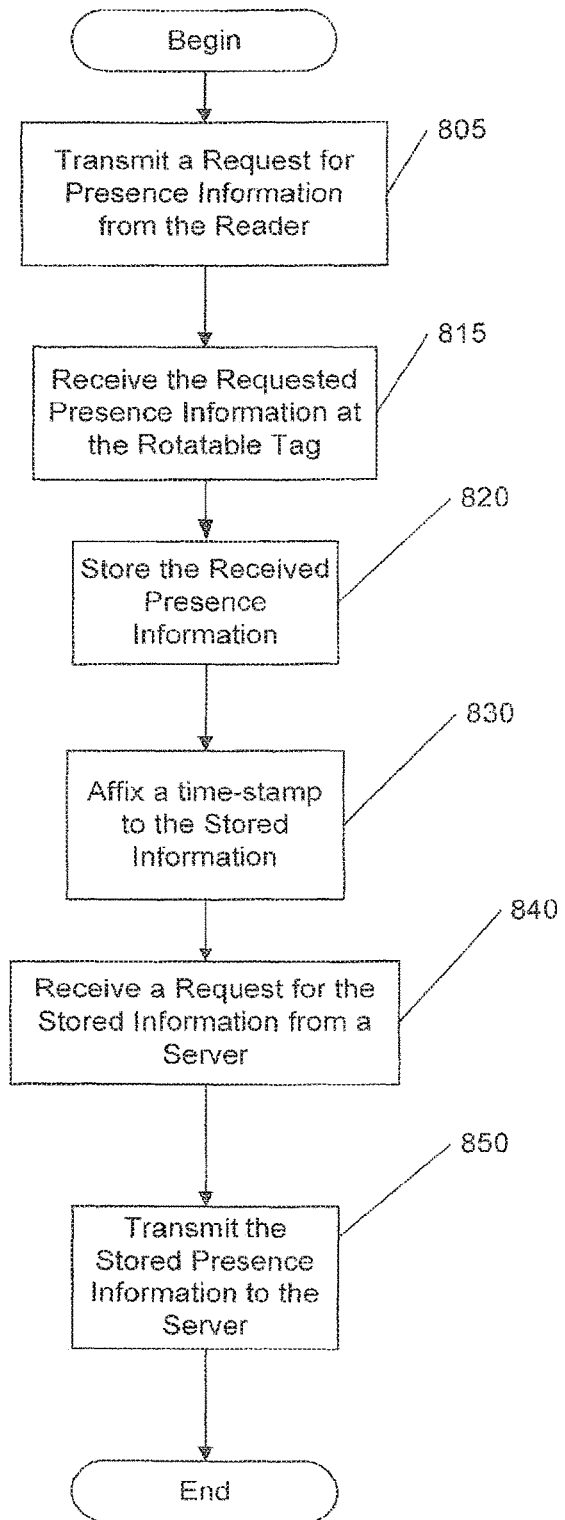 Begin
805
Transmit a Request for
Presence Information
from the Reader
815
Receive the Requested
Presence Information at
the Rotatable Tag
820
Store the Received
Presence
Information
830
Affix a time-stamp
to the Stored
Information
840
Receive a Request for the
Stored Information from a
Server
850
Transmit the
Stored Presence
Information to the
Server
End